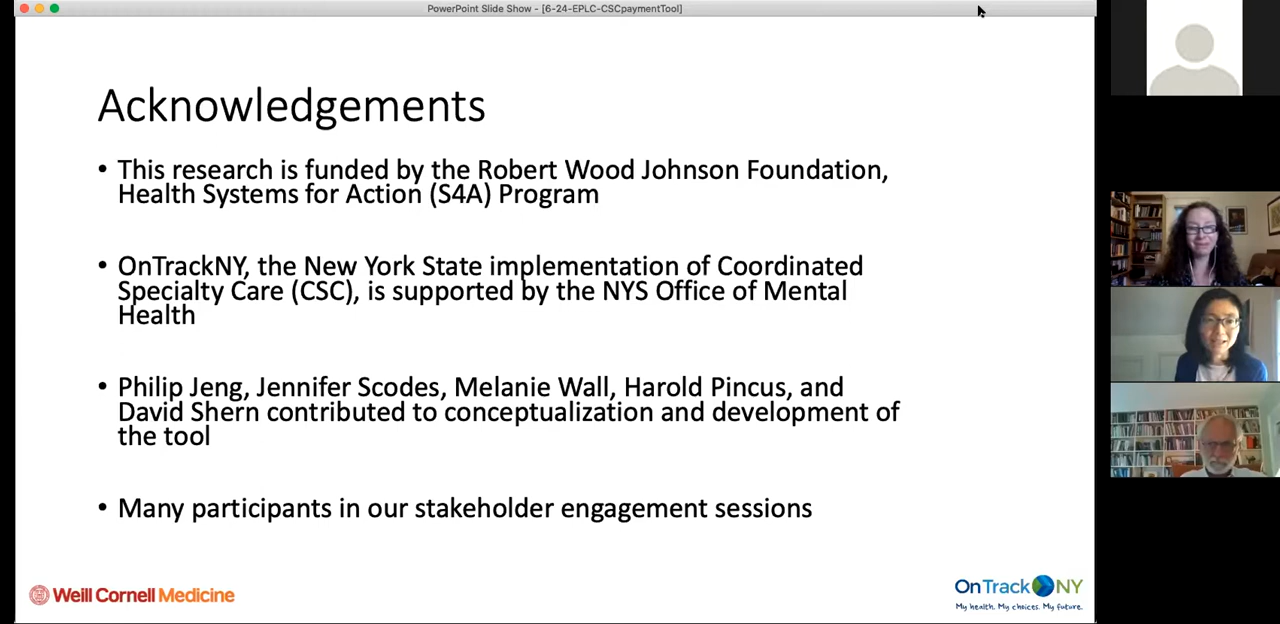 PowerPoint Slide Show - [6-24-EPLC-CSCpaymentTool]
Acknowledgements
• This research is funded by the Robert Wood Johnson Foundation,
Health Systems for Action (S4A) Program
• OnTrackNY, the New York State implementation of Coordinated
Specialty Care (CSC), is supported by the NYS Office of Mental
Health
• Philip Jeng, Jennifer Scodes, Melanie Wall, Harold Pincus, and
David Shern contributed to conceptualization and development of
the tool
• Many participants in our stakeholder engagement sessions
Weill Cornell Medicine
OnTrack NY
My health. My choices. My future.